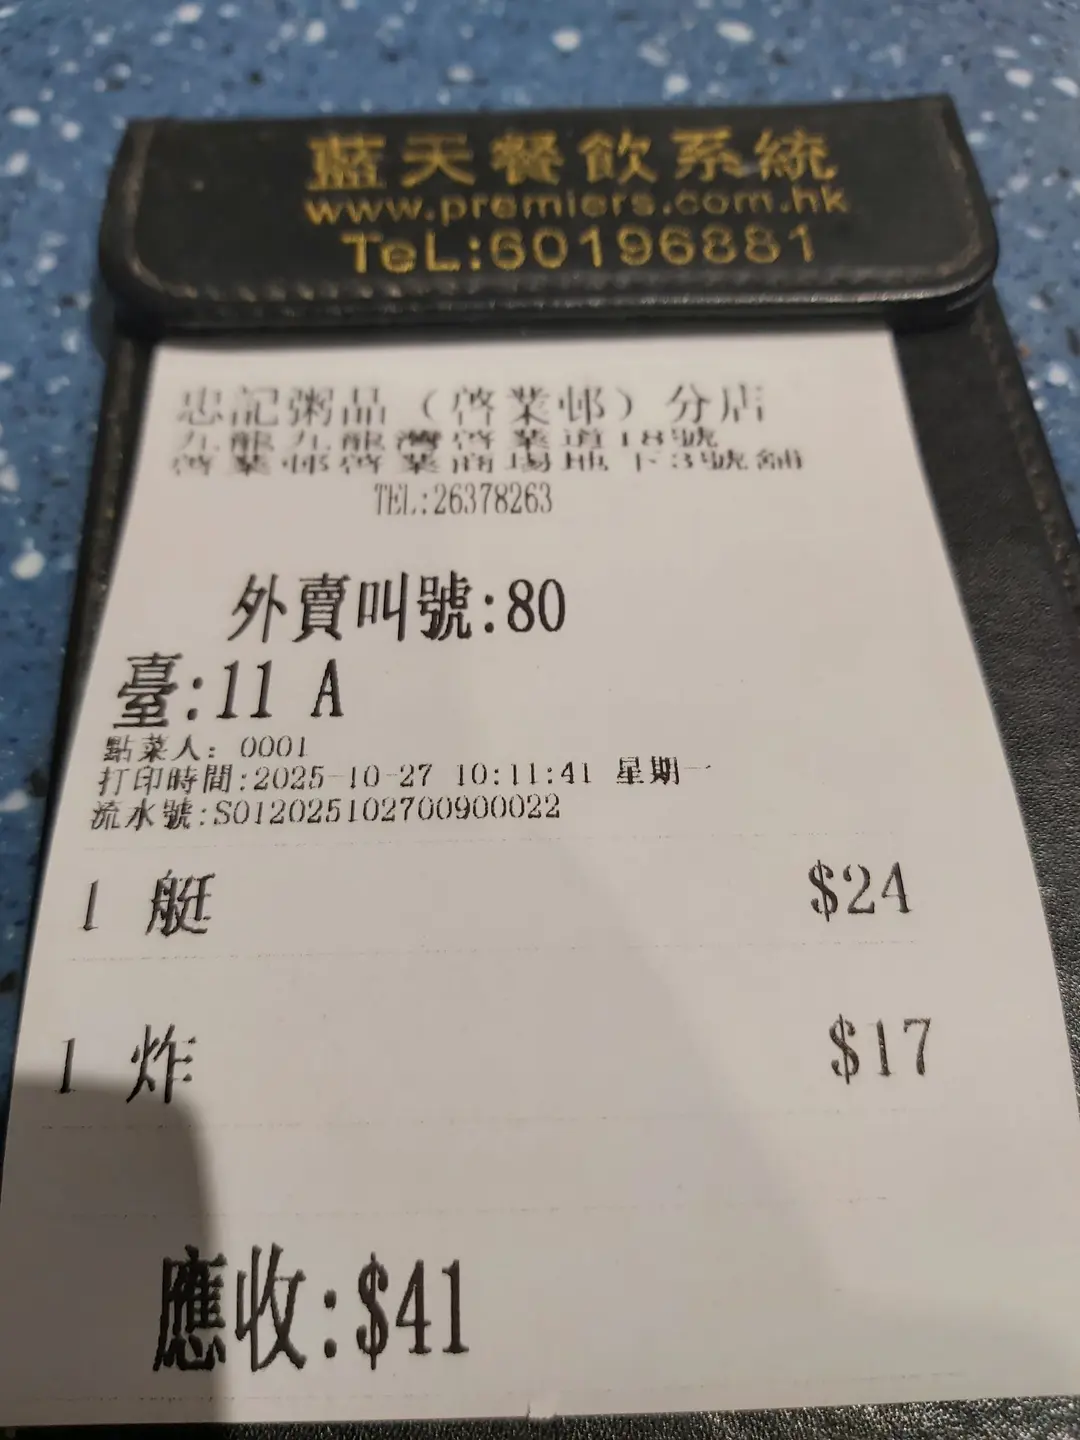 藍天餐飲系統
www.premiers.com.hk
TeL:60196881
忠記粥品（啓業邨）分店
九龍九龍灣啓業道18號
啓業邨啓業商場地下3號舖
TEL:26378263
外賣叫號:80
臺:11 A
點菜人: 0001
打印時間:2025-10-27 10:11:41 星期一
流水號:S012025102700900022
1 艇 $24
1 炸 $17
應收:$41